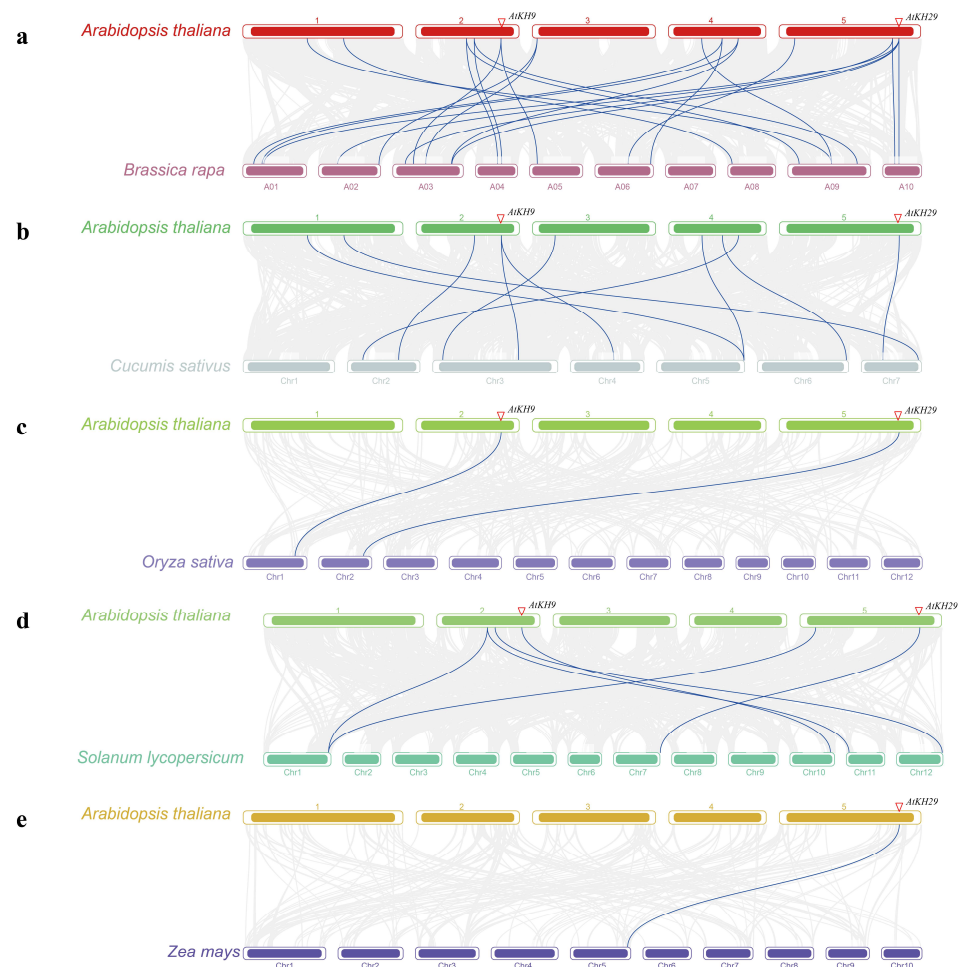 a
Arabidopsis thaliana
1 2 3 4 5
AtKH9
AtKH29
Brassica rapa
A01 A02 A03 A04 A05 A06 A07 A08 A09 A10
b
Arabidopsis thaliana
1 2 3 4 5
AtKH9
AtKH29
Cucumis sativus
Chr1 Chr2 Chr3 Chr4 Chr5 Chr6 Chr7
c
Arabidopsis thaliana
1 2 3 4 5
AtKH9
AtKH29
Oryza sativa
Chr1 Chr2 Chr3 Chr4 Chr5 Chr6 Chr7 Chr8 Chr9 Chr10 Chr11 Chr12
d
Arabidopsis thaliana
1 2 3 4 5
AtKH9
AtKH29
Solanum lycopersicum
Chr1 Chr2 Chr3 Chr4 Chr5 Chr6 Chr7 Chr8 Chr9 Chr10 Chr11 Chr12
e
Arabidopsis thaliana
1 2 3 4 5
AtKH29
Zea mays
Chr1 Chr2 Chr3 Chr4 Chr5 Chr6 Chr7 Chr8 Chr9 Chr10